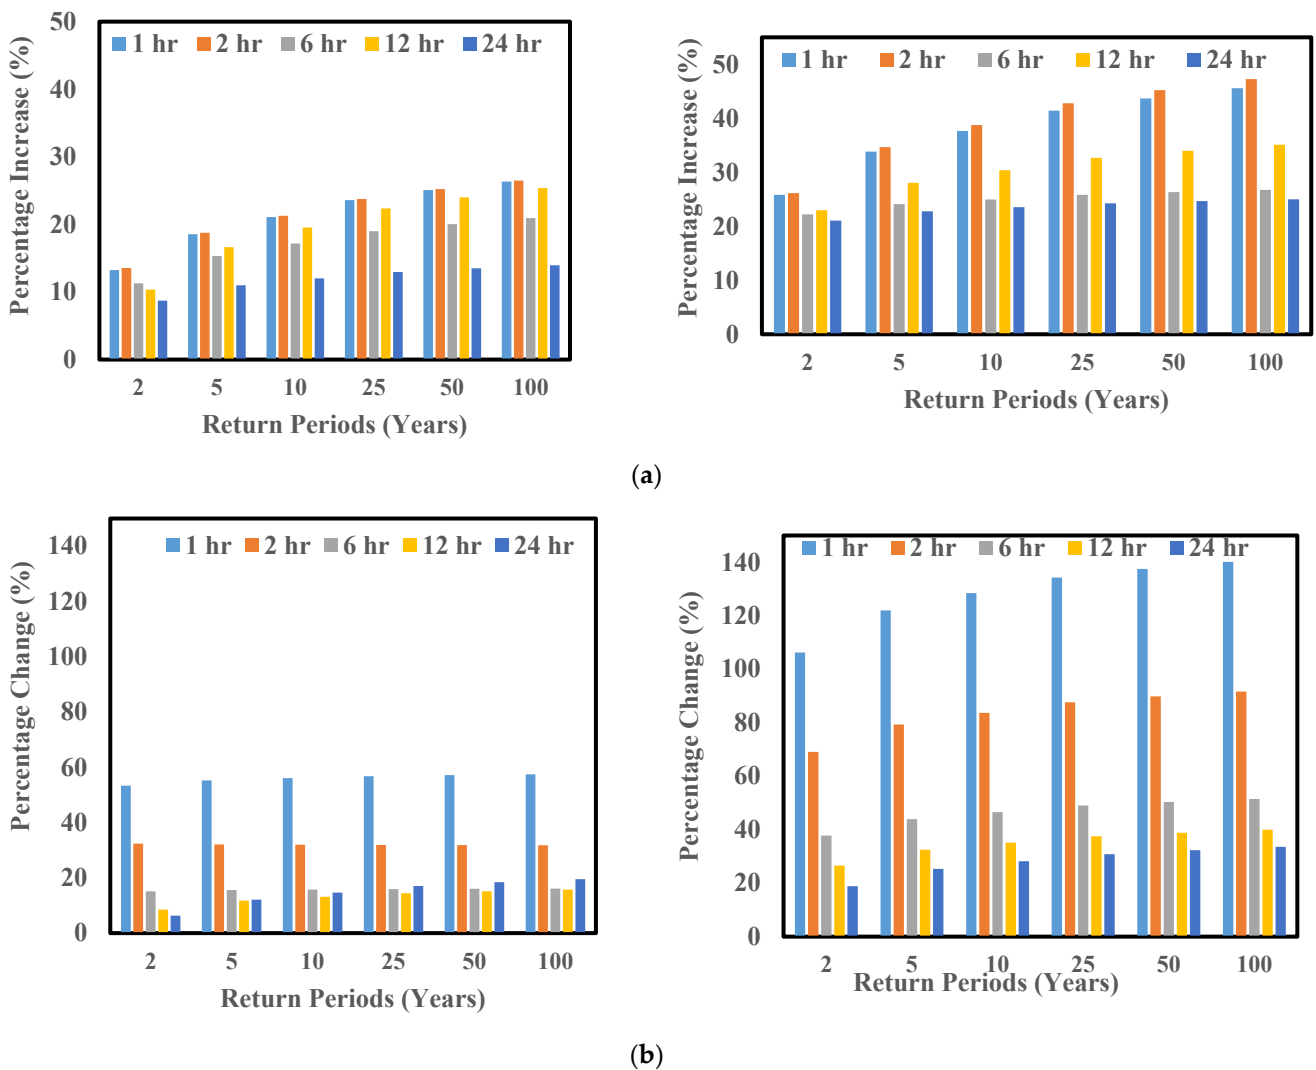 50
40
30
20
10
0
Percentage Increase (%)
1 hr 2 hr 6 hr 12 hr 24 hr
2 5 10 25 50 100
Return Periods (Years)
50
40
30
20
10
0
Percentage Increase (%)
1 hr 2 hr 6 hr 12 hr 24 hr
2 5 10 25 50 100
Return Periods (Years)
(a)
140
120
100
80
60
40
20
0
Percentage Change (%)
1 hr 2 hr 6 hr 12 hr 24 hr
2 5 10 25 50 100
Return Periods (Years)
140
120
100
80
60
40
20
0
Percentage Change (%)
1 hr 2 hr 6 hr 12 hr 24 hr
2 5 10 25 50 100
Return Periods (Years)
(b)